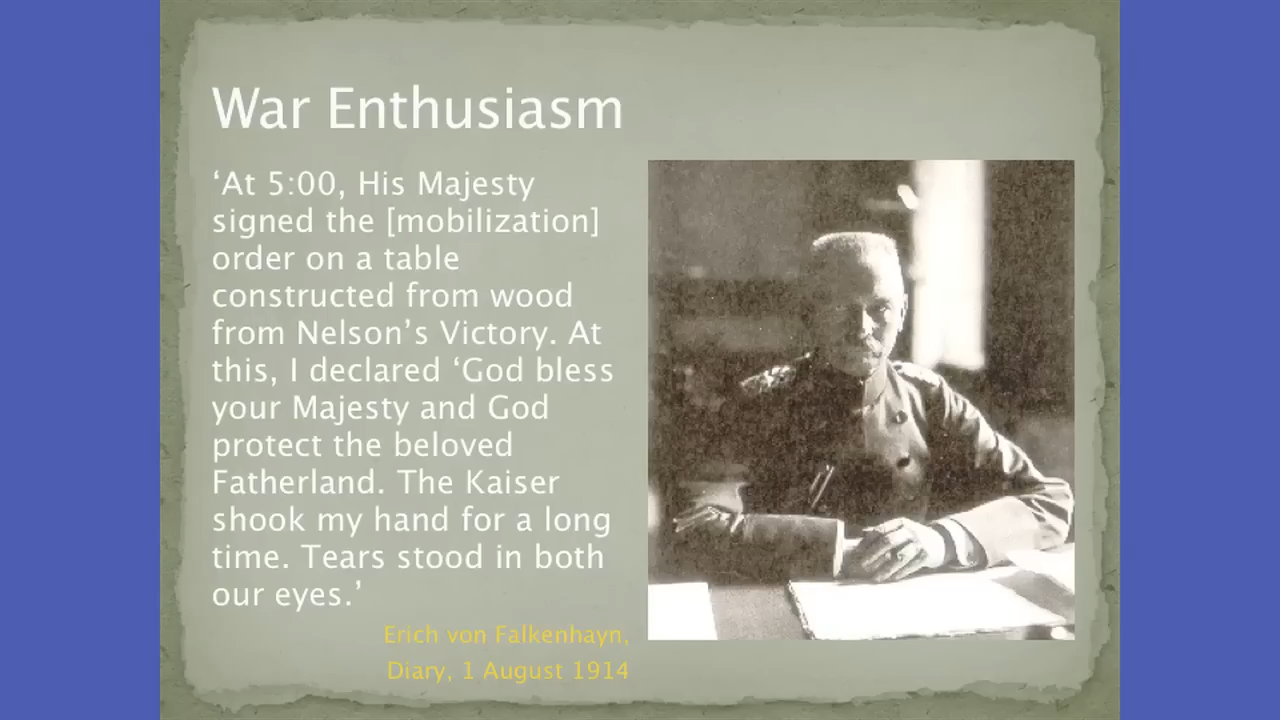 War Enthusiasm
‘At 5:00, His Majesty
signed the [mobilization]
order on a table
constructed from wood
from Nelson’s Victory. At
this, I declared ‘God bless
your Majesty and God
protect the beloved
Fatherland. The Kaiser
shook my hand for a long
time. Tears stood in both
our eyes.’
Erich von Falkenhayn,
Diary, 1 August 1914